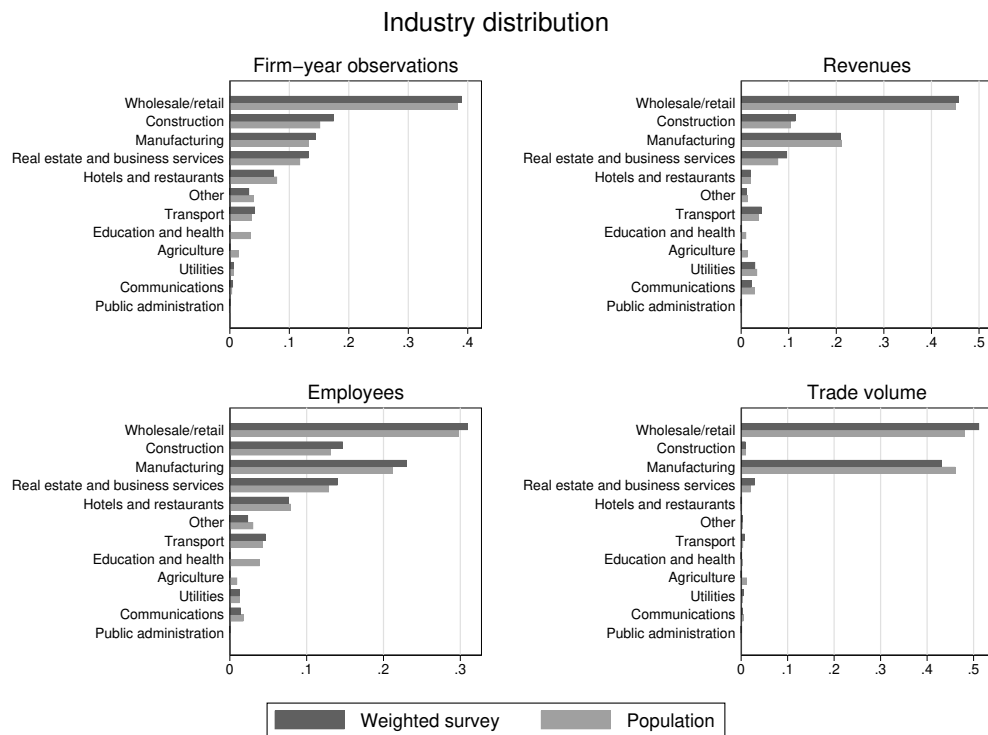 Industry distribution
Firm−year observations
Wholesale/retail
Construction
Manufacturing
Real estate and business services
Hotels and restaurants
Other
Transport
Education and health
Agriculture
Utilities
Communications
Public administration
0 .1 .2 .3 .4
Revenues
Wholesale/retail
Construction
Manufacturing
Real estate and business services
Hotels and restaurants
Other
Transport
Education and health
Agriculture
Utilities
Communications
Public administration
0 .1 .2 .3 .4 .5
Employees
Wholesale/retail
Construction
Manufacturing
Real estate and business services
Hotels and restaurants
Other
Transport
Education and health
Agriculture
Utilities
Communications
Public administration
0 .1 .2 .3
Trade volume
Wholesale/retail
Construction
Manufacturing
Real estate and business services
Hotels and restaurants
Other
Transport
Education and health
Agriculture
Utilities
Communications
Public administration
0 .1 .2 .3 .4 .5
Weighted survey Population